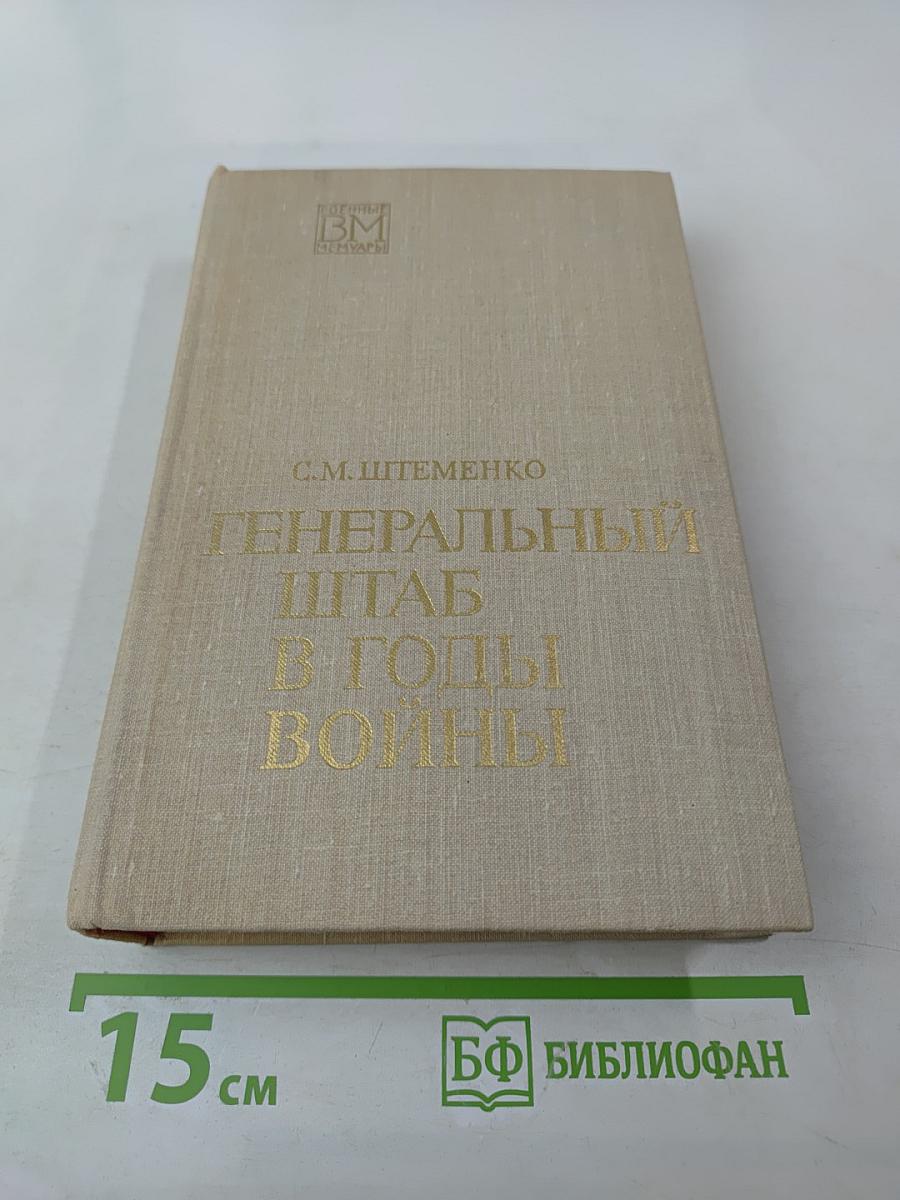 ВОЕННЫЕ
ВМ
МЕМУАРЫ
С.М. ШТЕМЕНКО
ГЕНЕРАЛЬНЫЙ
ШТАБ
В ГОДЫ
ВОЙНЫ
15 см
БФ БИБЛИОФАН